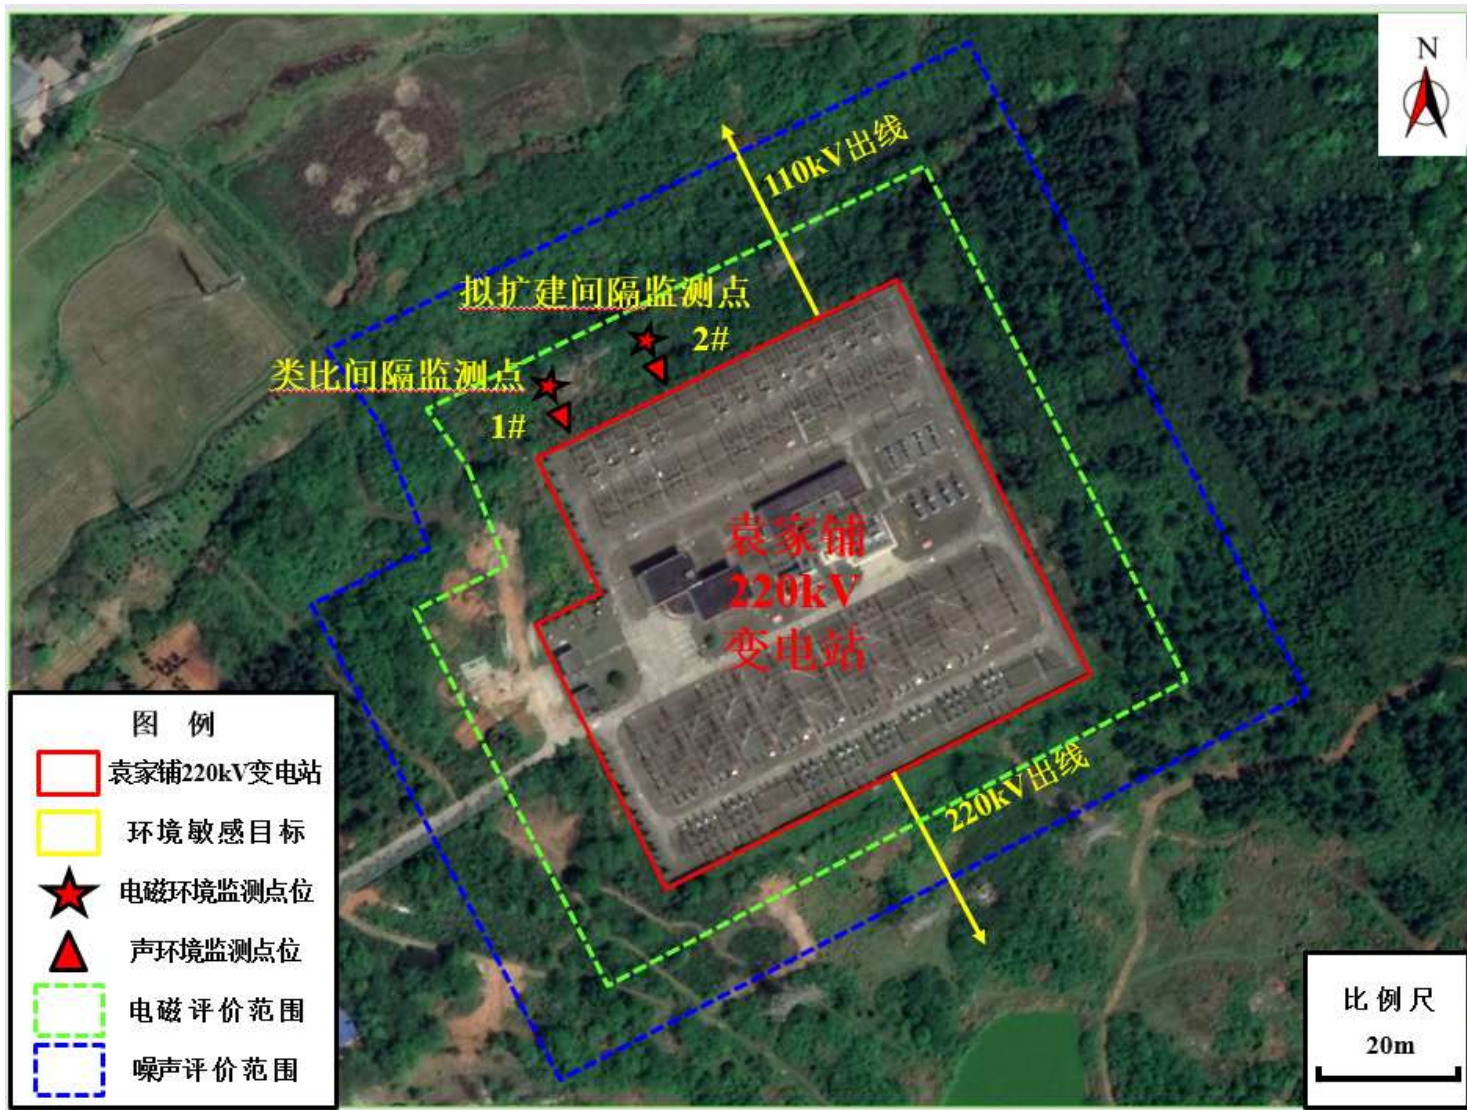 N
110kV出线
拟扩建间隔监测点
2#
类比间隔监测点
1#
袁家铺
220kV
变电站
220kV出线
图 例
袁家铺220kV变电站
环境敏感目标
电磁环境监测点位
声环境监测点位
电磁评价范围
噪声评价范围
比例尺
20m